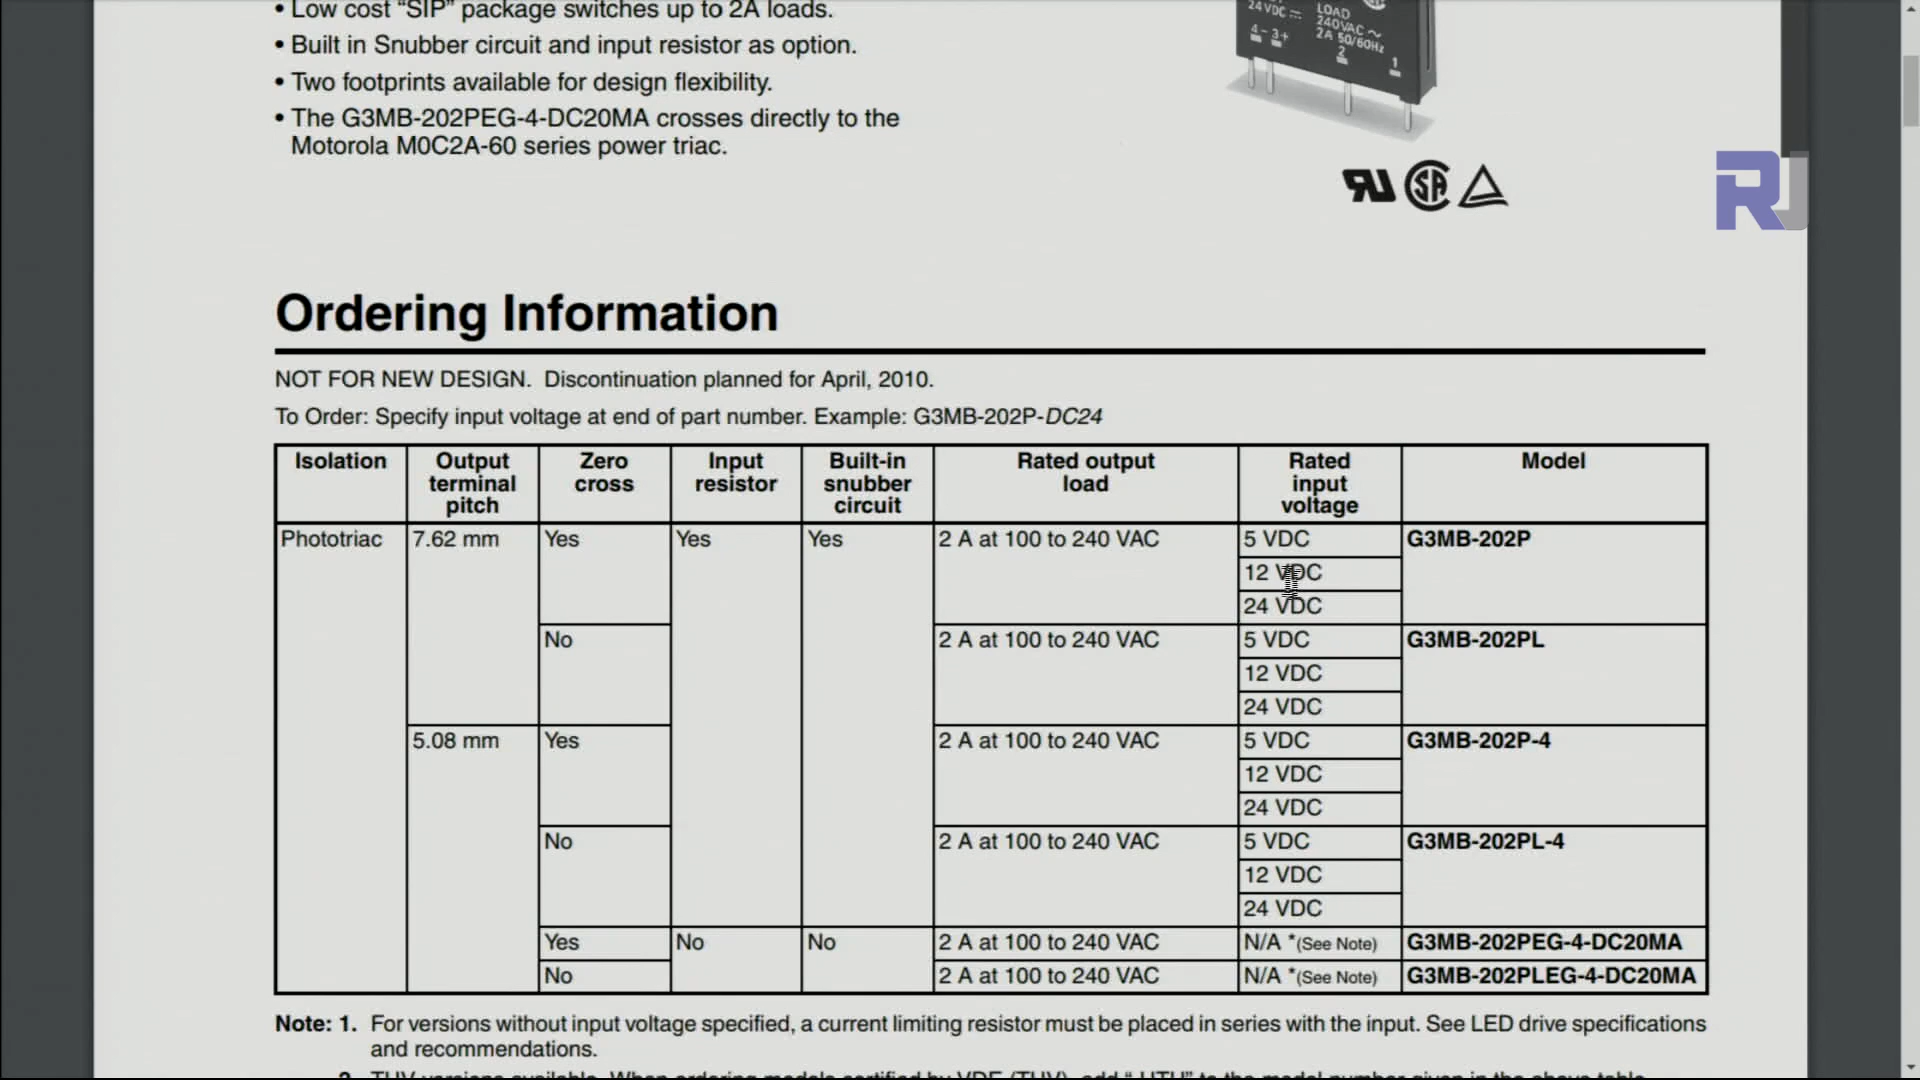 • Low cost “SIP” package switches up to 2A loads.
• Built in Snubber circuit and input resistor as option.
• Two footprints available for design flexibility.
• The G3MB-202PEG-4-DC20MA crosses directly to the
Motorola M0C2A-60 series power triac.
24 VDC
LOAD
240VAC
2A 50/60Hz
4 - 3+
2
1
RJ
Ordering Information
NOT FOR NEW DESIGN. Discontinuation planned for April, 2010.
To Order: Specify input voltage at end of part number. Example: G3MB-202P-DC24
Isolation Output terminal pitch Zero cross Input resistor Built-in snubber circuit Rated output load Rated input voltage Model
Phototriac 7.62 mm Yes Yes Yes 2 A at 100 to 240 VAC 5 VDC G3MB-202P
12 VDC
24 VDC
No 2 A at 100 to 240 VAC 5 VDC G3MB-202PL
12 VDC
24 VDC
5.08 mm Yes 2 A at 100 to 240 VAC 5 VDC G3MB-202P-4
12 VDC
24 VDC
No 2 A at 100 to 240 VAC 5 VDC G3MB-202PL-4
12 VDC
24 VDC
Yes No No 2 A at 100 to 240 VAC N/A *(See Note) G3MB-202PEG-4-DC20MA
No 2 A at 100 to 240 VAC N/A *(See Note) G3MB-202PLEG-4-DC20MA
Note: 1. For versions without input voltage specified, a current limiting resistor must be placed in series with the input. See LED drive specifications
and recommendations.